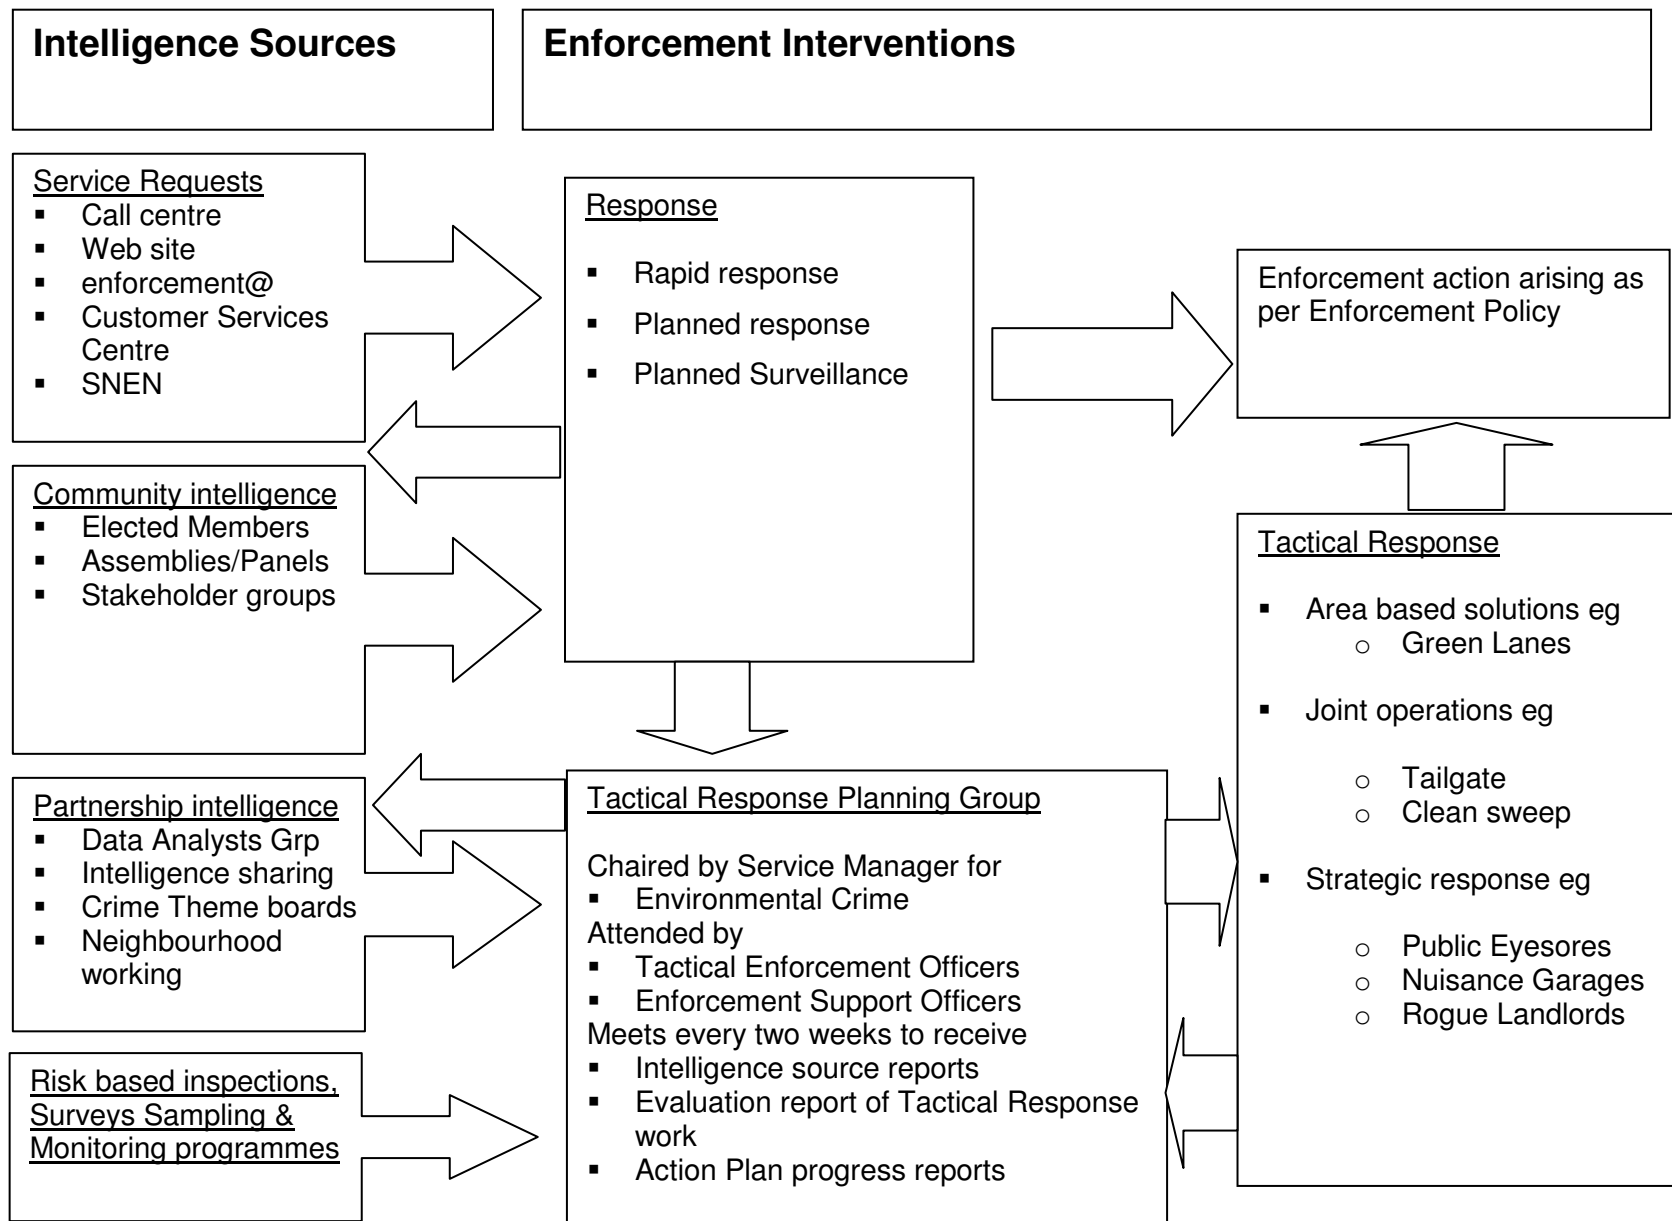 Intelligence Sources
Enforcement Interventions
Service Requests
▪ Call centre
▪ Web site
▪ enforcement@
▪ Customer Services
Centre
▪ SNEN
Community intelligence
▪ Elected Members
▪ Assemblies/Panels
▪ Stakeholder groups
Partnership intelligence
▪ Data Analysts Grp
▪ Intelligence sharing
▪ Crime Theme boards
▪ Neighbourhood
working
Risk based inspections,
Surveys Sampling &
Monitoring programmes
Response
▪ Rapid response
▪ Planned response
▪ Planned Surveillance
Tactical Response Planning Group
Chaired by Service Manager for
▪ Environmental Crime
Attended by
▪ Tactical Enforcement Officers
▪ Enforcement Support Officers
Meets every two weeks to receive
▪ Intelligence source reports
▪ Evaluation report of Tactical Response
work
▪ Action Plan progress reports
Enforcement action arising as
per Enforcement Policy
Tactical Response
▪ Area based solutions eg
o Green Lanes
▪ Joint operations eg
o Tailgate
o Clean sweep
▪ Strategic response eg
o Public Eyesores
o Nuisance Garages
o Rogue Landlords